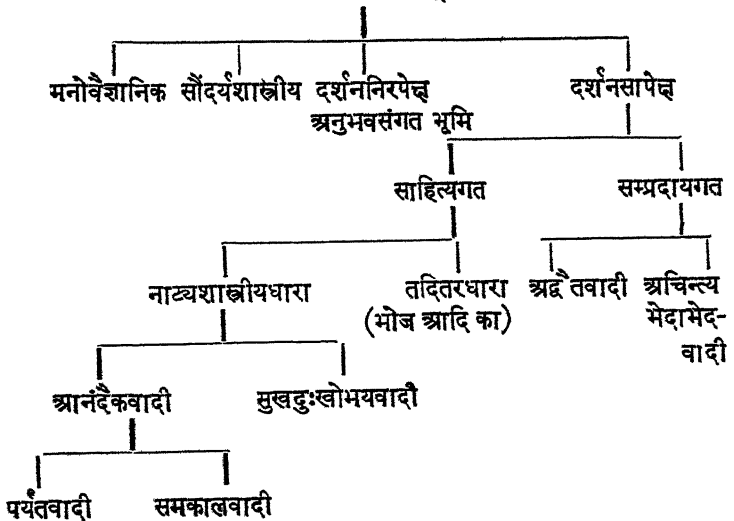 मनोवैज्ञानिक सौंदर्यशास्त्रीय दर्शननिरपेक्ष दर्शनसापेक्ष
अनुभवसंगत भूमि
साहित्यगत सम्प्रदायगत
नाट्यशास्त्रीयधारा तदितरधारा अद्वैतवादी अचिन्त्य
(भोज आदि का) भेदाभेद-
वादी
आनंदैकवादी सुखदुःखोभयवादी
पर्यंतवादी समकालवादी